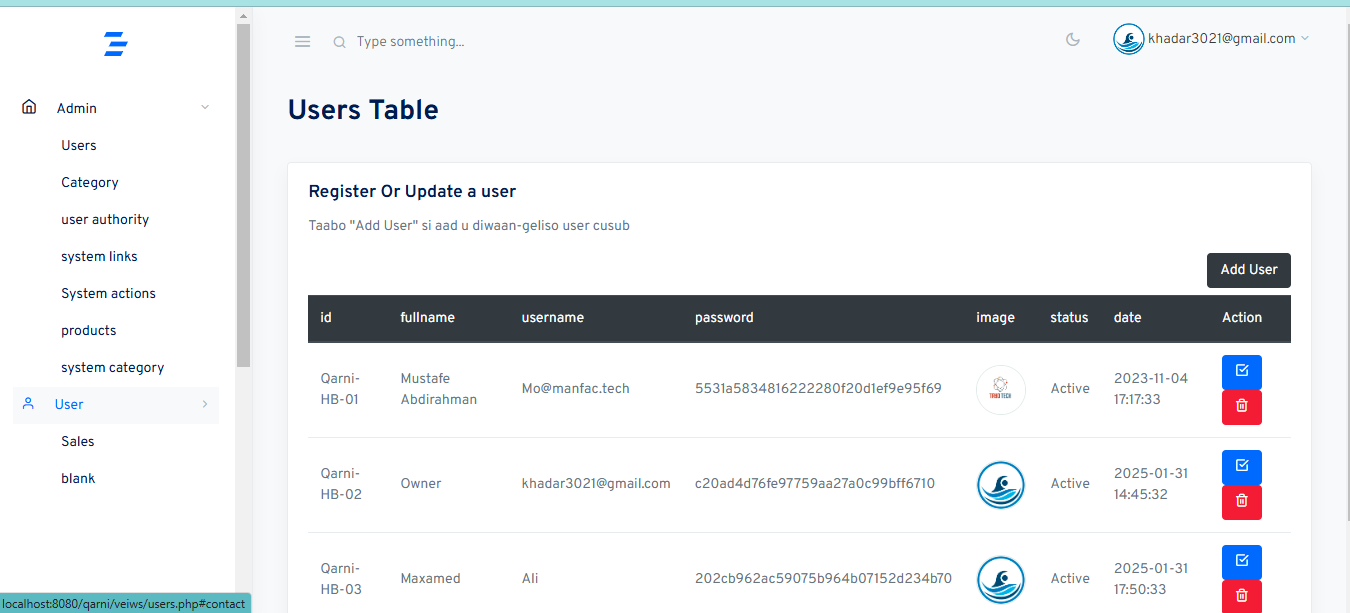 Type something...
khadar3021@gmail.com
Admin
Users
Category
user authority
system links
System actions
products
system category
User
Sales
blank
Users Table
Register Or Update a user
Taabo "Add User" si aad u diwaan-geliso user cusub
Add User
id fullname username password image status date Action
Qarni-
HB-01
Mustafe
Abdirahman
Mo@manfac.tech
5531a5834816222280f20d1ef9e95f69
Active
2023-11-04
17:17:33
Qarni-
HB-02
Owner
khadar3021@gmail.com
c20ad4d76fe97759aa27a0c99bff6710
Active
2025-01-31
14:45:32
Qarni-
HB-03
Maxamed
Ali
202cb962ac59075b964b07152d234b70
Active
2025-01-31
17:50:33
localhost:8080/qarni/veiws/users.php#contact